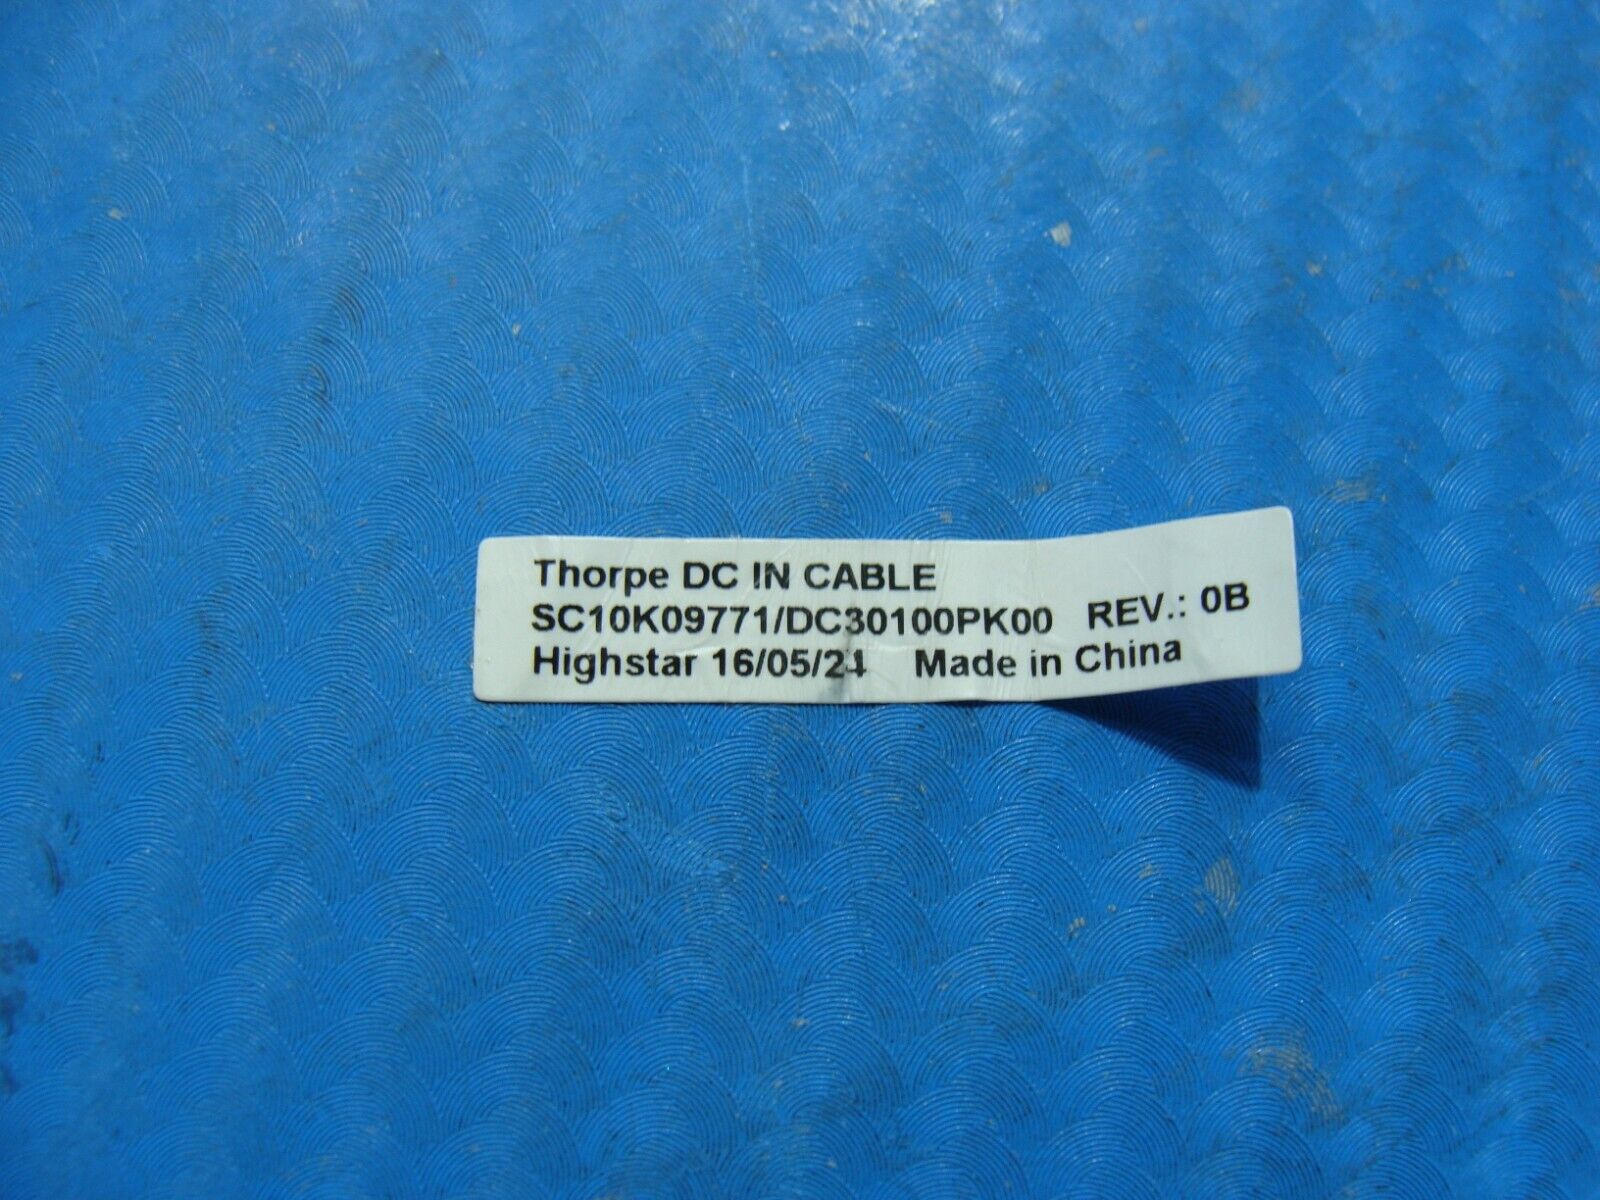 Thorpe DC IN CABLE
SC10K09771/DC30100PK00 REV.: 0B
Highstar 16/05/24 Made in China